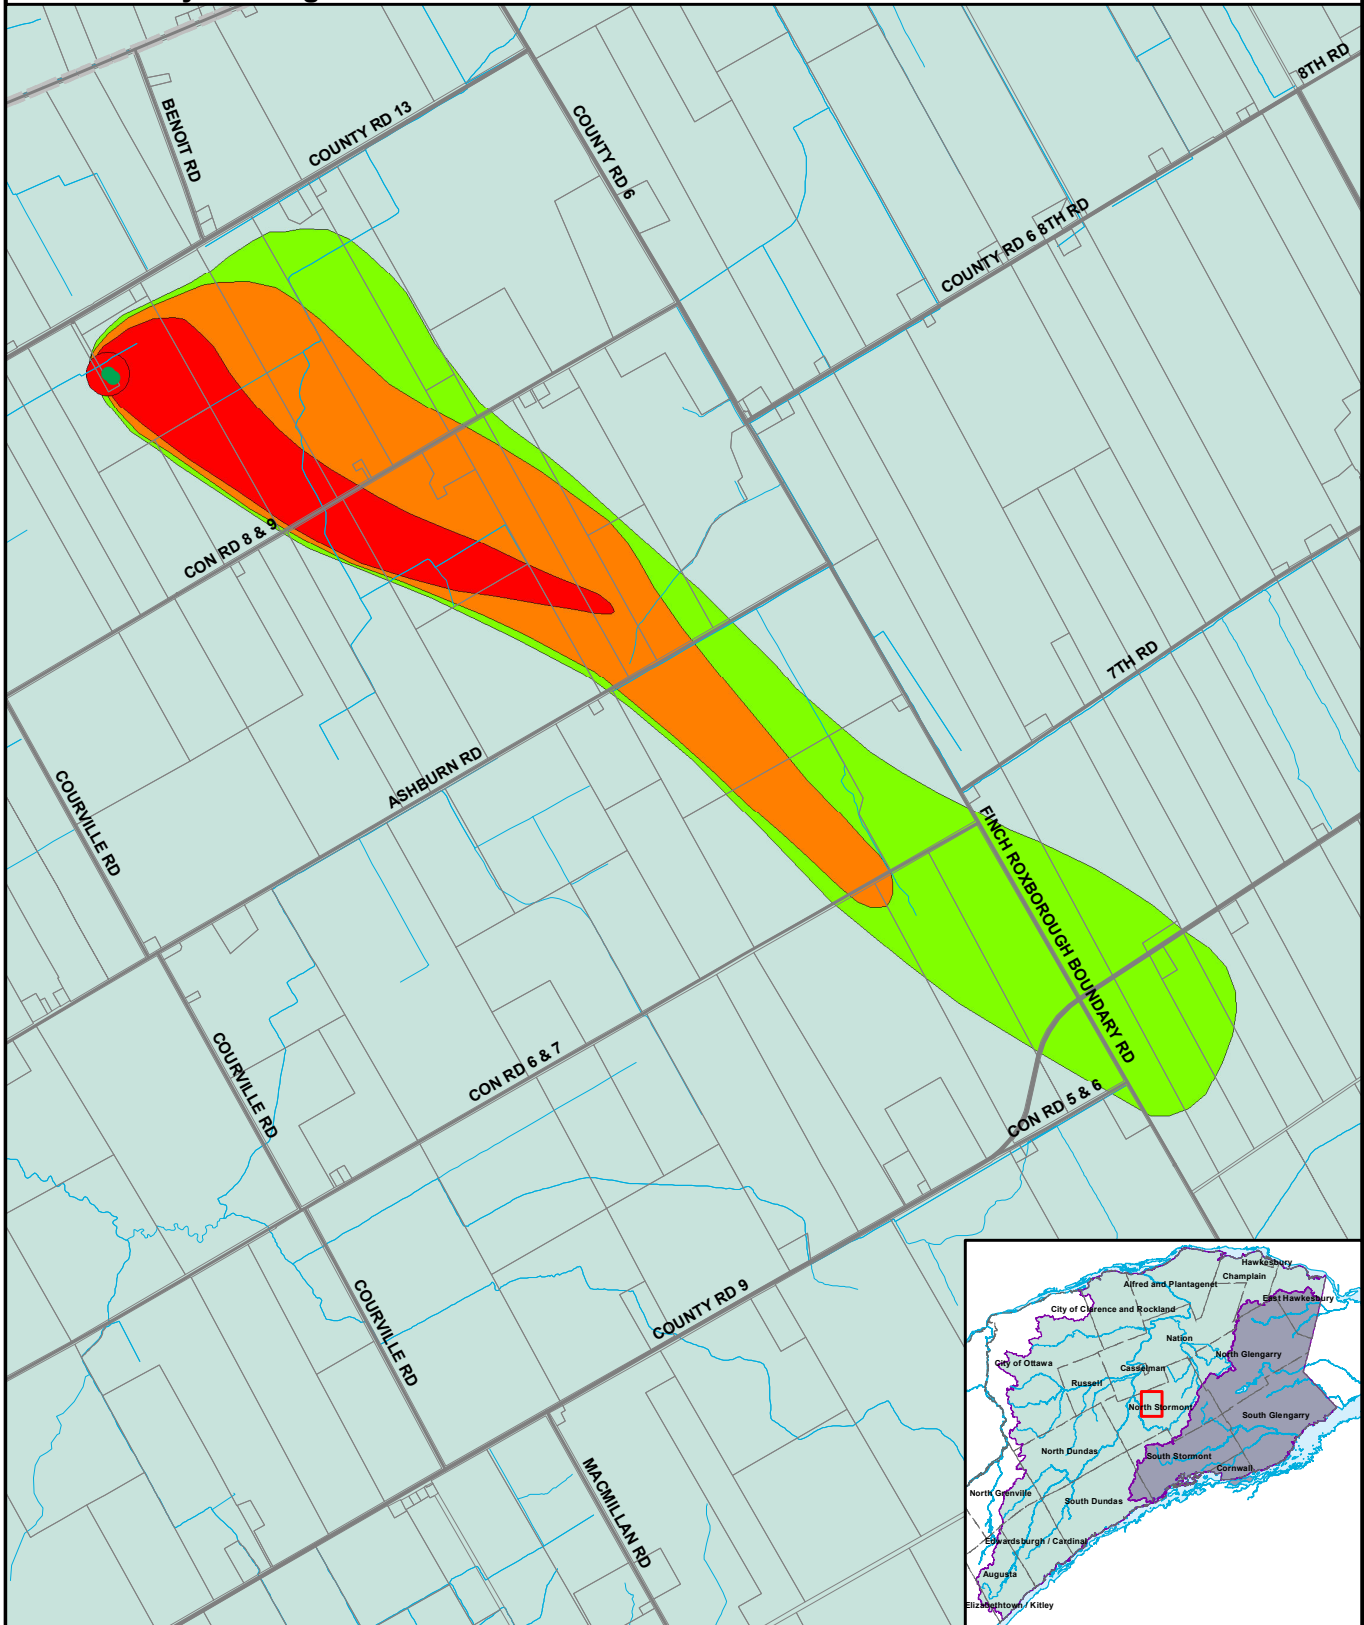 8TH RD
BENOIT RD
COUNTY RD 13
COUNTY RD 6
COUNTY RD 6 8TH RD
CON RD 8 & 9
7TH RD
COURVILLE RD
ASHBURN RD
FINCH ROXBOROUGH BOUNDARY RD
COURVILLE RD
CON RD 6 & 7
CON RD 5 & 6
COURVILLE RD
COUNTY RD 9
MACMILLAN RD
Hawkesbury
Champlain
Alfred and Plantagenet
East Hawkesbury
City of Clarence and Rockland
Nation
North Glengarry
City of Ottawa
Casselman
Russell
North Stormont
South Glengarry
North Dundas
South Stormont
Cornwall
North Grenville
South Dundas
Edwardsburgh / Cardinal
Augusta
Elizabethtown / Kitley